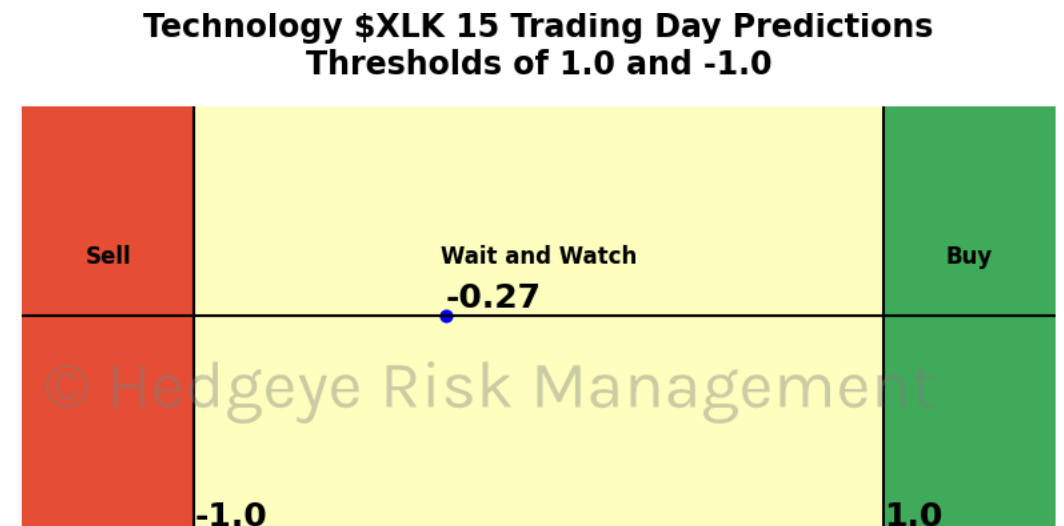 Technology $XLK 15 Trading Day Predictions
Thresholds of 1.0 and -1.0
Sell
Wait and Watch
Buy
-0.27
© Hedgeye Risk Management
-1.0
1.0